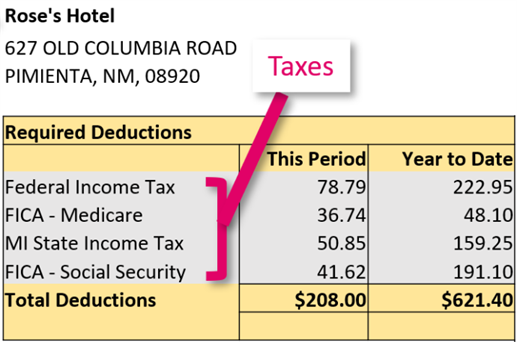 Rose's Hotel
627 OLD COLUMBIA ROAD
PIMIENTA, NM, 08920
Taxes
Required Deductions
This Period Year to Date
Federal Income Tax 78.79 222.95
FICA - Medicare 36.74 48.10
MI State Income Tax 50.85 159.25
FICA - Social Security 41.62 191.10
Total Deductions $208.00 $621.40